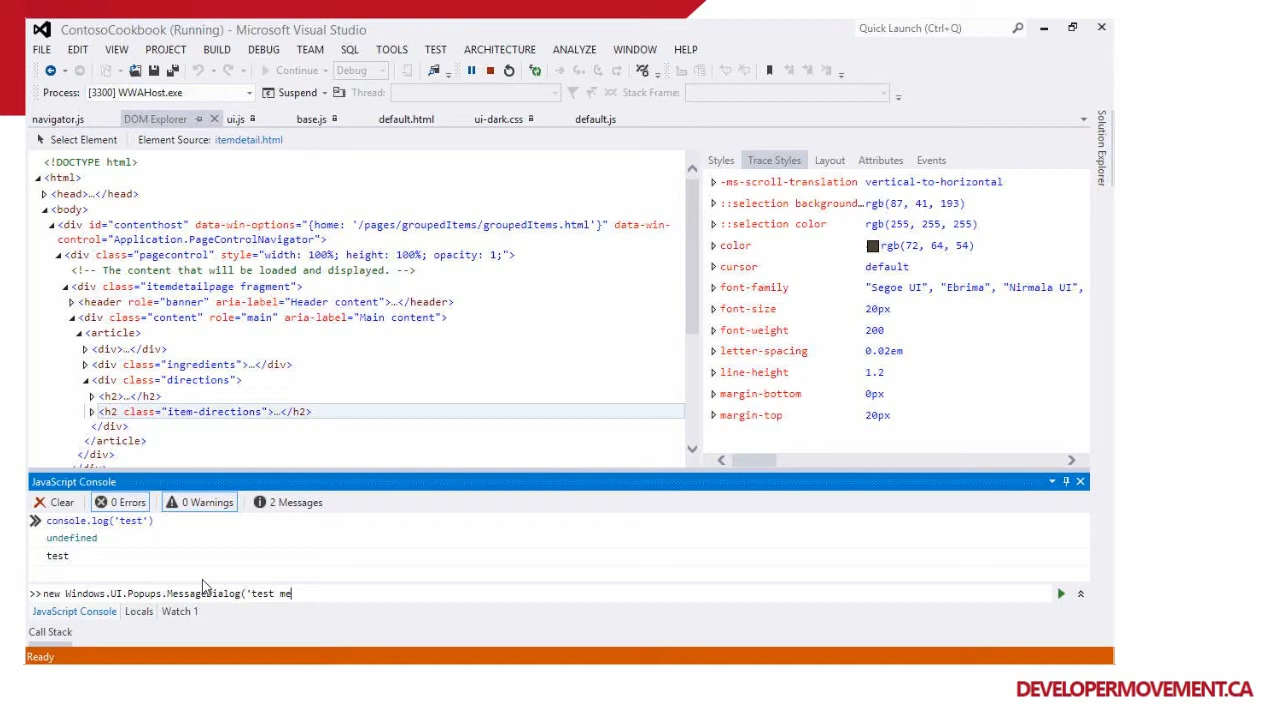 ContosoCookbook (Running) - Microsoft Visual Studio
Quick Launch (Ctrl+Q)
FILE EDIT VIEW PROJECT BUILD DEBUG TEAM SQL TOOLS TEST ARCHITECTURE ANALYZE WINDOW HELP
Continue Debug
Process: [3300] WWAHost.exe Suspend Thread: Stack Frame:
navigator.js DOM Explorer ui.js base.js default.html ui-dark.css default.js
Solution Explorer
Select Element Element Source: itemdetail.html
<!DOCTYPE html>
<html>
<head>…</head>
<body>
<div id="contenthost" data-win-options="{home: '/pages/groupedItems/groupedItems.html'}" data-win-
control="Application.PageControlNavigator">
<div class="pagecontrol" style="width: 100%; height: 100%; opacity: 1;">
<!-- The content that will be loaded and displayed. -->
<div class="itemdetailpage fragment">
<header role="banner" aria-label="Header content">…</header>
<div class="content" role="main" aria-label="Main content">
<article>
<div>…</div>
<div class="ingredients">…</div>
<div class="directions">
<h2>…</h2>
<h2 class="item-directions">…</h2>
</div>
</article>
</div>
</div>
Styles Trace Styles Layout Attributes Events
-ms-scroll-translation vertical-to-horizontal
::selection background… rgb(87, 41, 193)
::selection color rgb(255, 255, 255)
color rgb(72, 64, 54)
cursor default
font-family "Segoe UI", "Ebrima", "Nirmala UI",
font-size 20px
font-weight 200
letter-spacing 0.02em
line-height 1.2
margin-bottom 0px
margin-top 20px
JavaScript Console
Clear 0 Errors 0 Warnings 2 Messages
console.log('test')
undefined
test
>> new Windows.UI.Popups.MessageDialog('test me
JavaScript Console Locals Watch 1
Call Stack
Ready
DEVELOPERMOVEMENT.CA